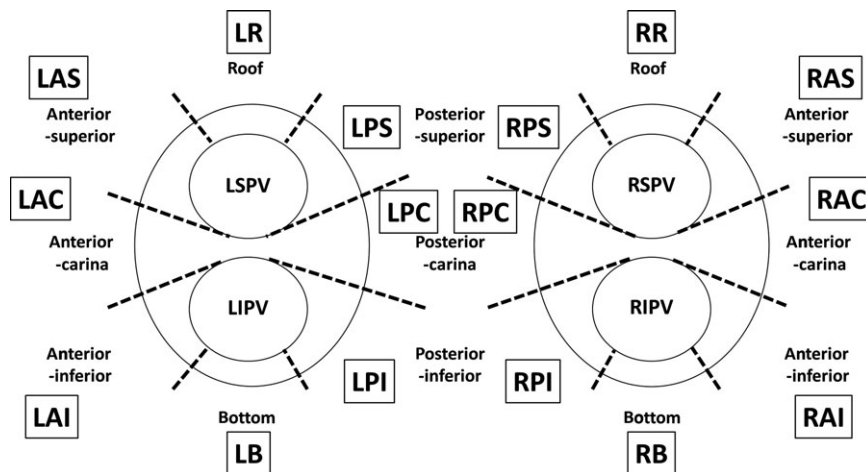 LR
Roof
RR
Roof
LAS
Anterior
-superior
LPS
Posterior
-superior
RPS
RAS
Anterior
-superior
LSPV
RSPV
LAC
Anterior
-carina
LPC
RPC
Posterior
-carina
RAC
Anterior
-carina
LIPV
RIPV
Anterior
-inferior
LAI
LPI
Posterior
-inferior
RPI
Anterior
-inferior
RAI
Bottom
LB
Bottom
RB